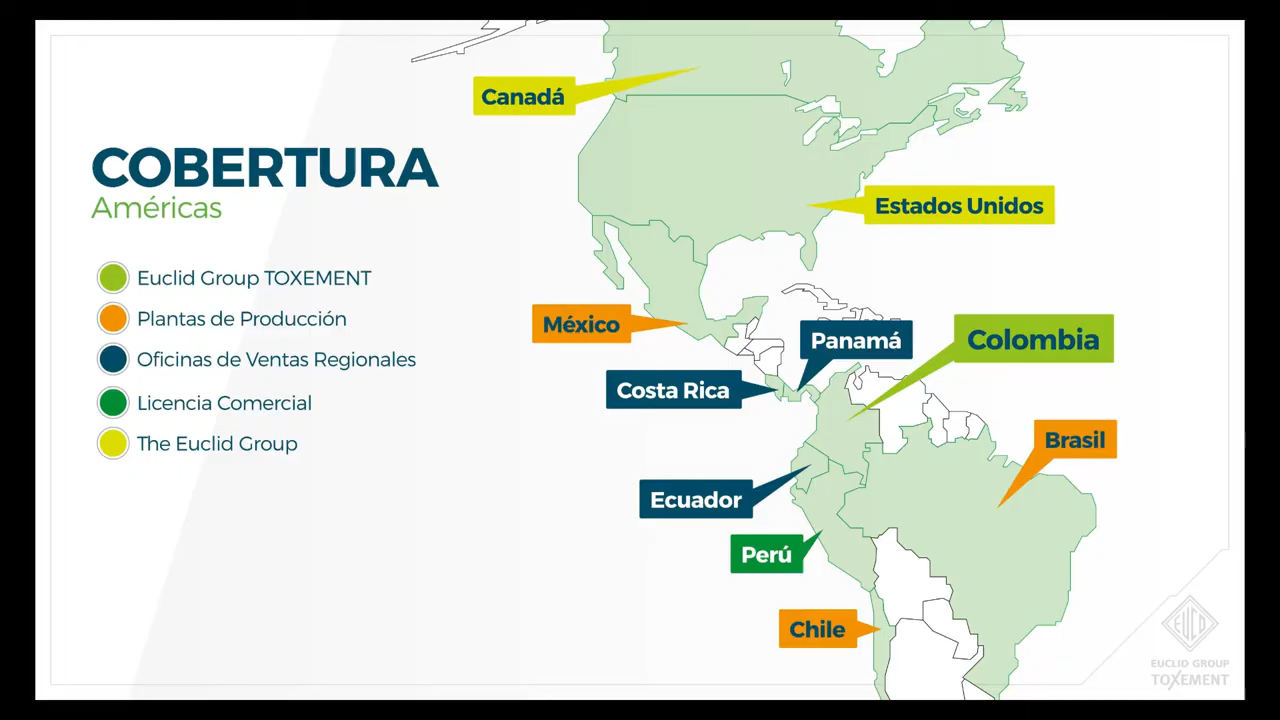 COBERTURA
Américas
Euclid Group TOXEMENT
Plantas de Producción
Oficinas de Ventas Regionales
Licencia Comercial
The Euclid Group
Canadá
Estados Unidos
México
Panamá
Colombia
Costa Rica
Brasil
Ecuador
Perú
Chile
EUCO
EUCLID GROUP
TOXEMENT